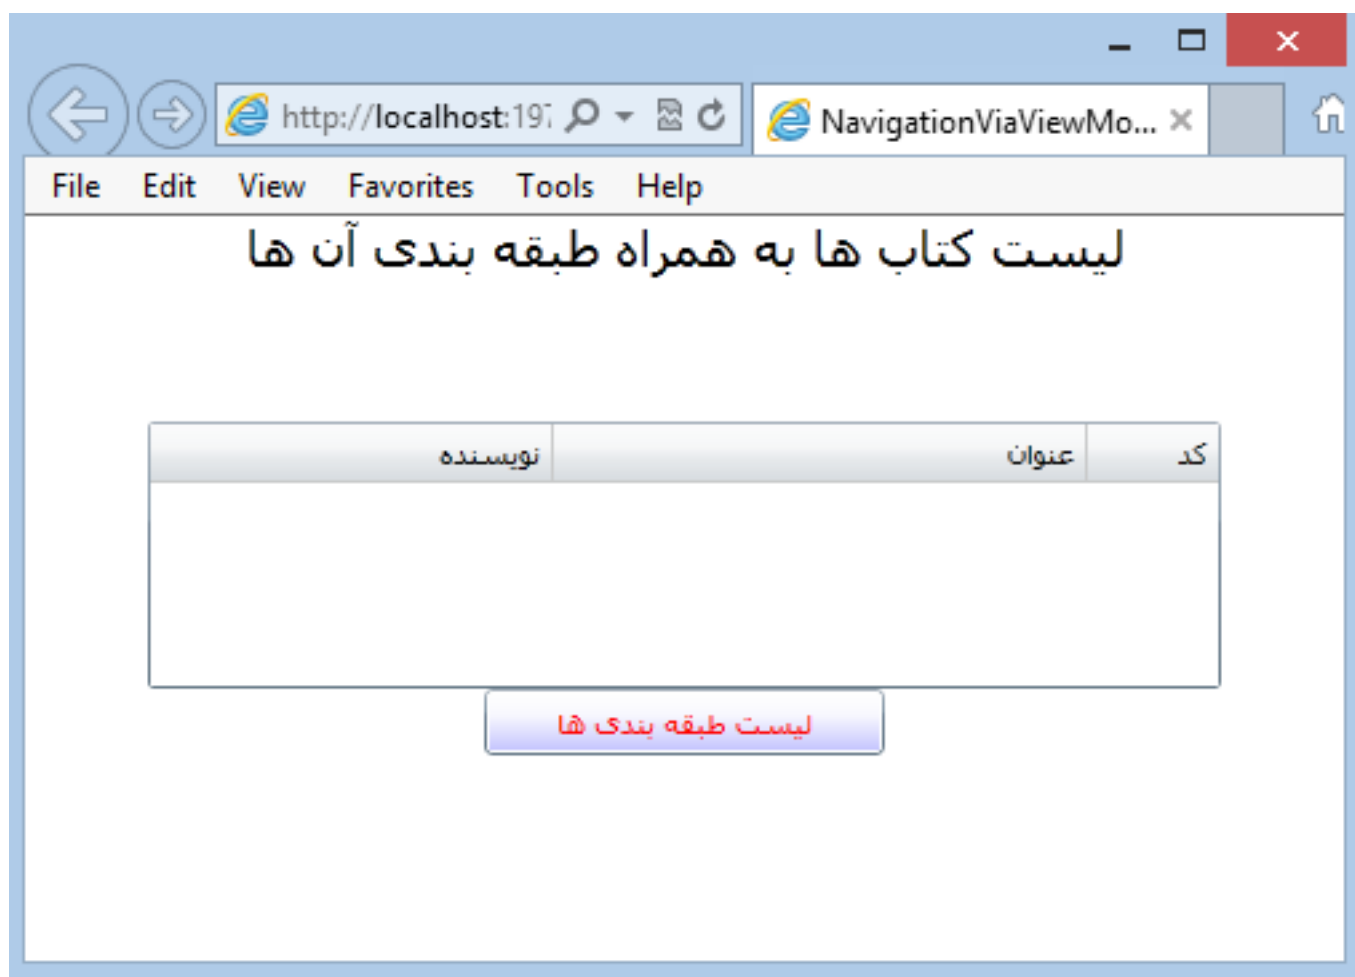 http://localhost:197
NavigationViaViewMo...
File Edit View Favorites Tools Help
لیست کتاب ها به همراه طبقه بندی آن ها
کد عنوان نویسنده
لیست طبقه بندی ها